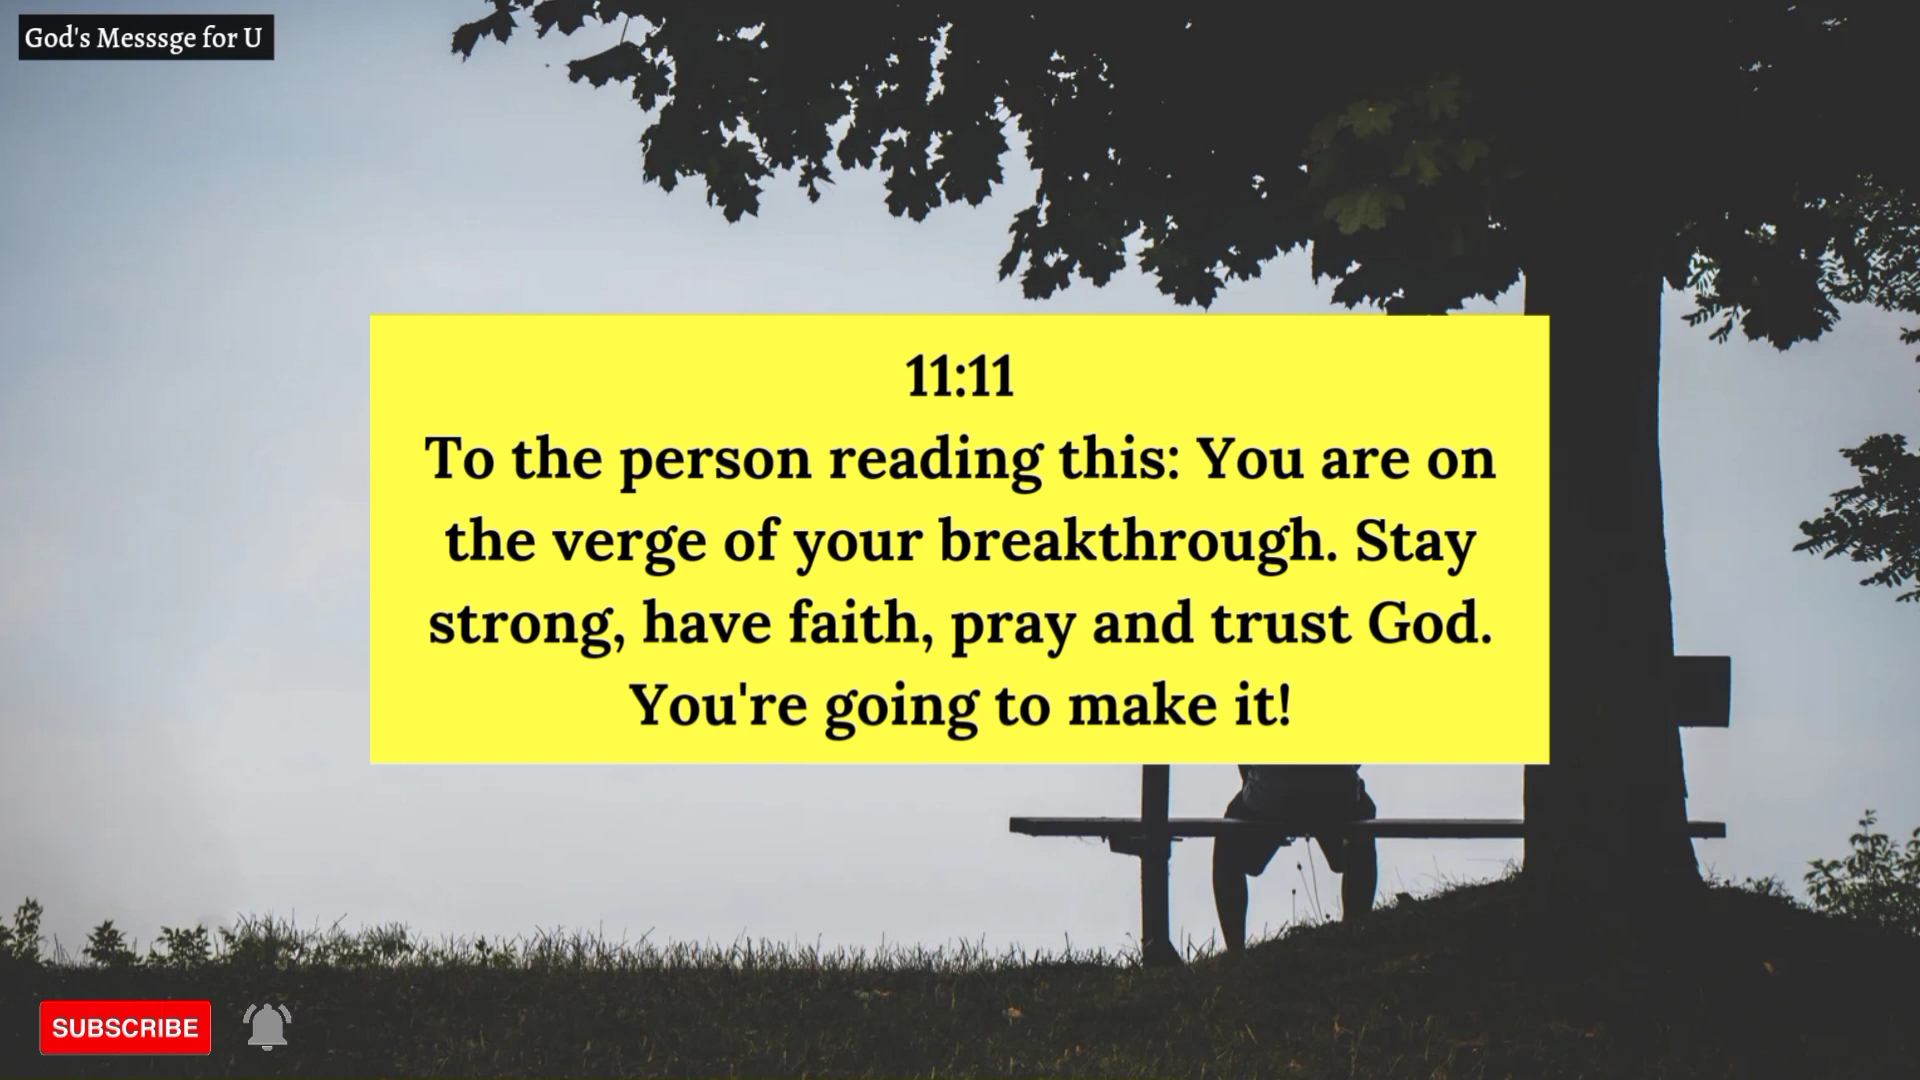 God's Messsge for U
11:11
To the person reading this: You are on
the verge of your breakthrough. Stay
strong, have faith, pray and trust God.
You're going to make it!
SUBSCRIBE